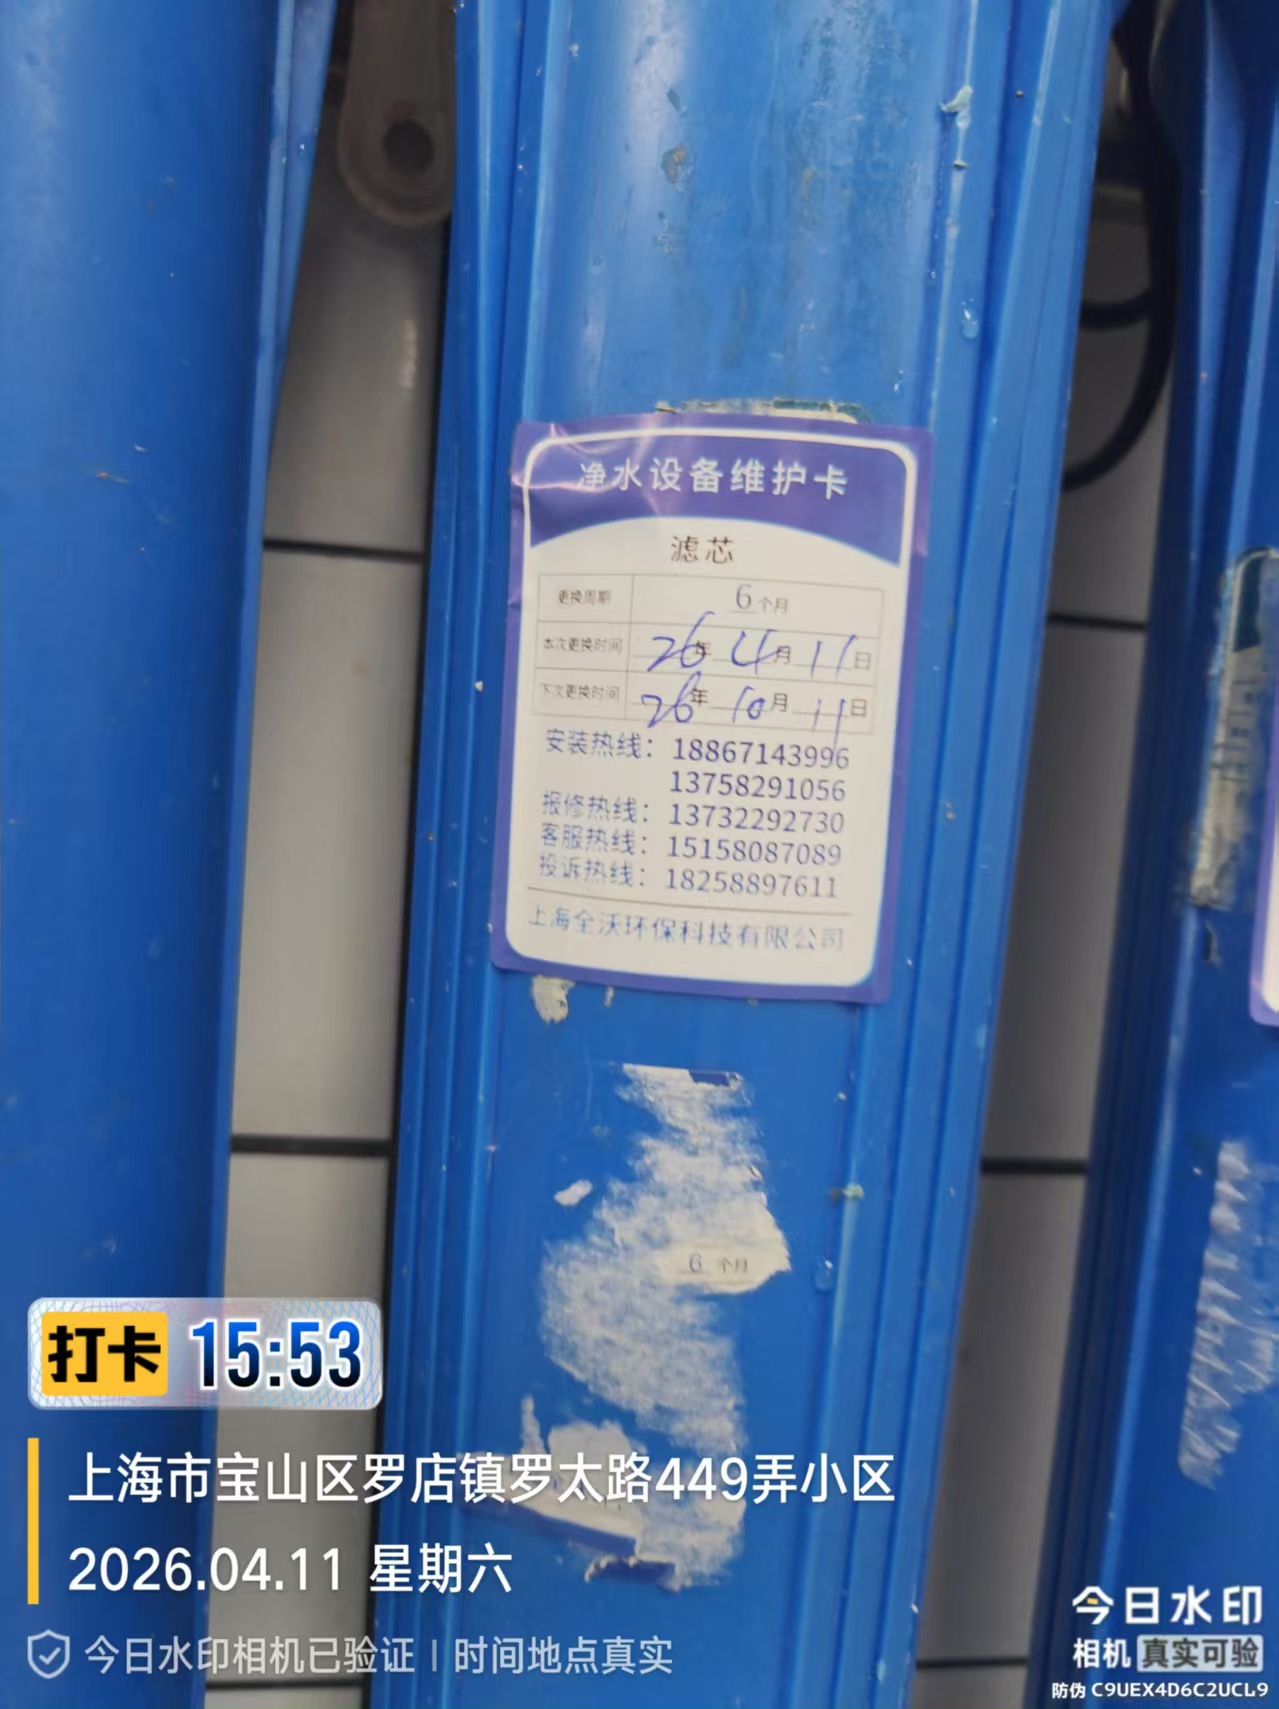 净水设备维护卡
滤芯
更换周期 6个月
本次更换时间 26年4月11日
下次更换时间 26年10月11日
安装热线：18867143996
13758291056
报修热线：13732292730
客服热线：15158087089
投诉热线：18258897611
上海全沃环保科技有限公司
6 个月
打卡 15:53
上海市宝山区罗店镇罗太路449弄小区
2026.04.11 星期六
今日水印相机已验证 | 时间地点真实
今日水印
相机 真实可验
防伪 C9UEX4D6C2UCL9